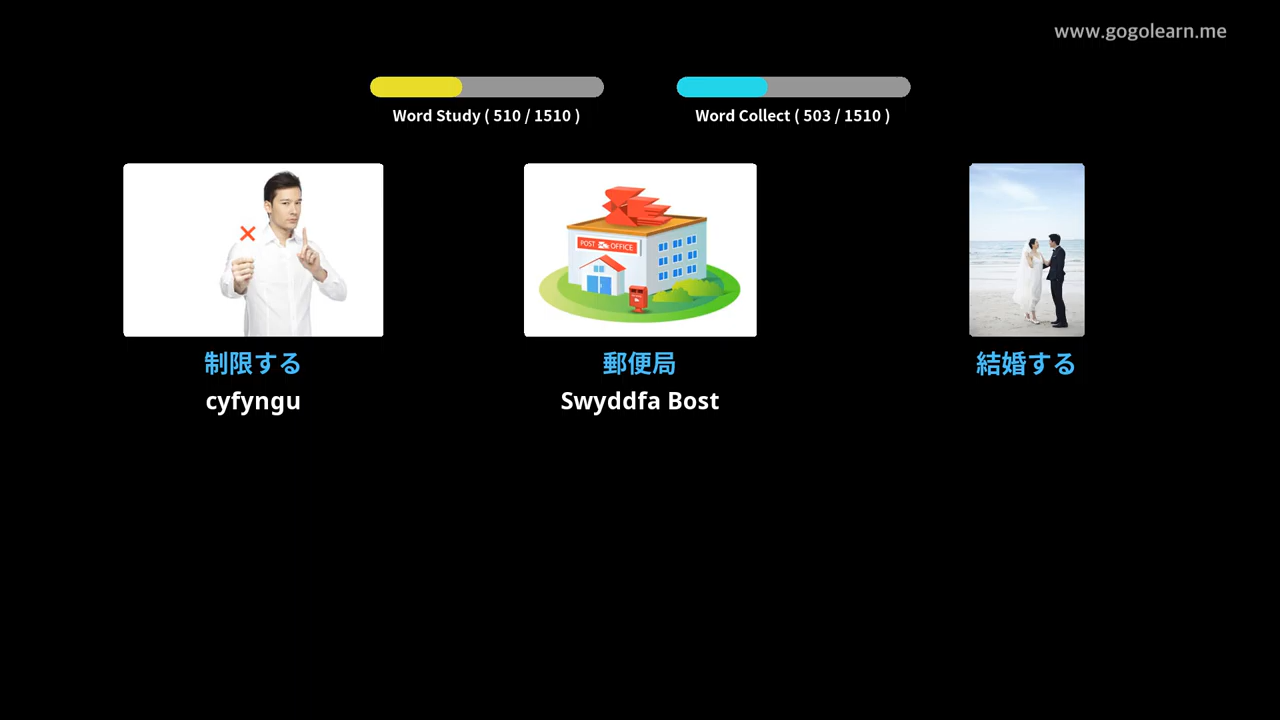 www.gogolearn.me
Word Study ( 510 / 1510 )
Word Collect ( 503 / 1510 )
POST OFFICE
制限する
郵便局
結婚する
cyfyngu
Swyddfa Bost